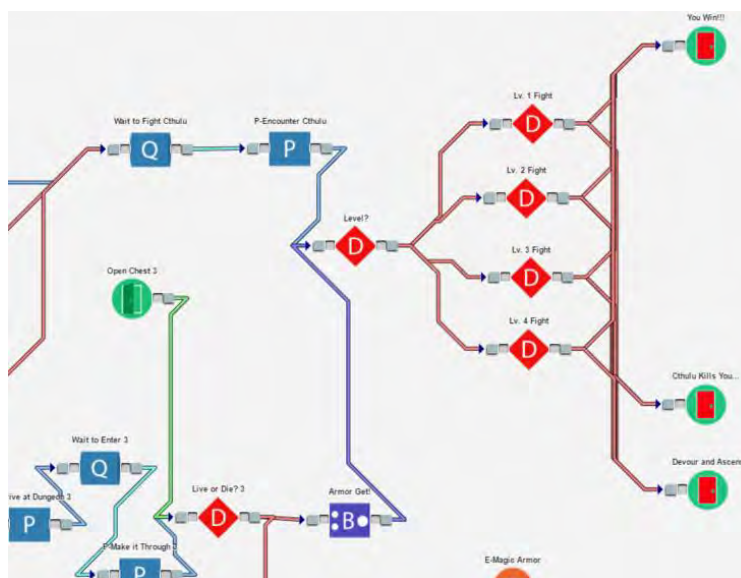 You Win!!!
Lv. 1 Fight
D
Wait to Fight Cthulu
P-Encounter Cthulu
Q
P
Lv. 2 Fight
D
Level?
D
Lv. 3 Fight
D
Open Chest 3
Lv. 4 Fight
D
Cthulu Kills You...
Wait to Enter 3
Q
Devour and Ascen
Live or Die? 3
Armor Get!
ive at Dungeon 3
D
B
P
P-Make it Through
P
E-Magic Armor